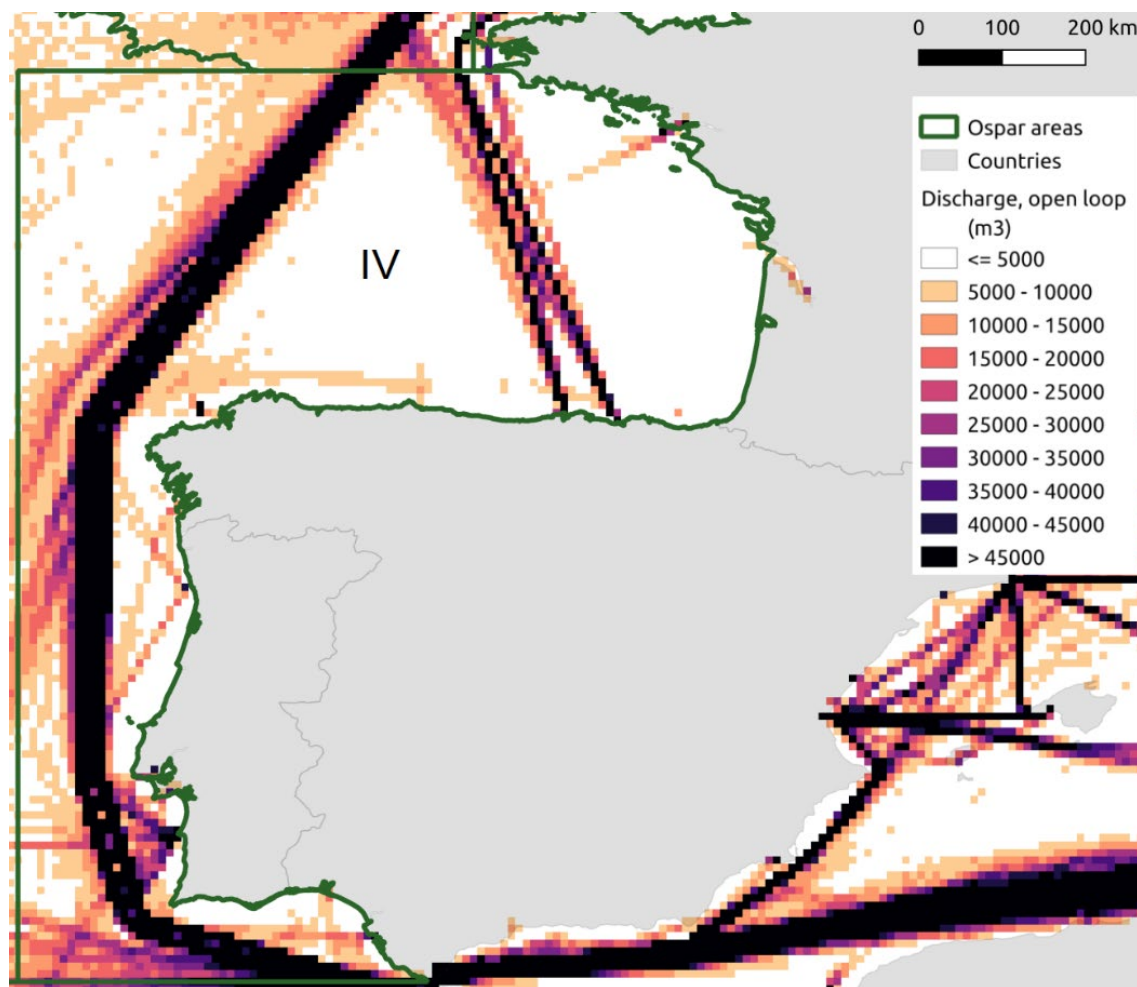 0 100 200 km
Ospar areas
Countries
Discharge, open loop
(m3)
<= 5000
5000 - 10000
10000 - 15000
15000 - 20000
20000 - 25000
25000 - 30000
30000 - 35000
35000 - 40000
40000 - 45000
> 45000
IV